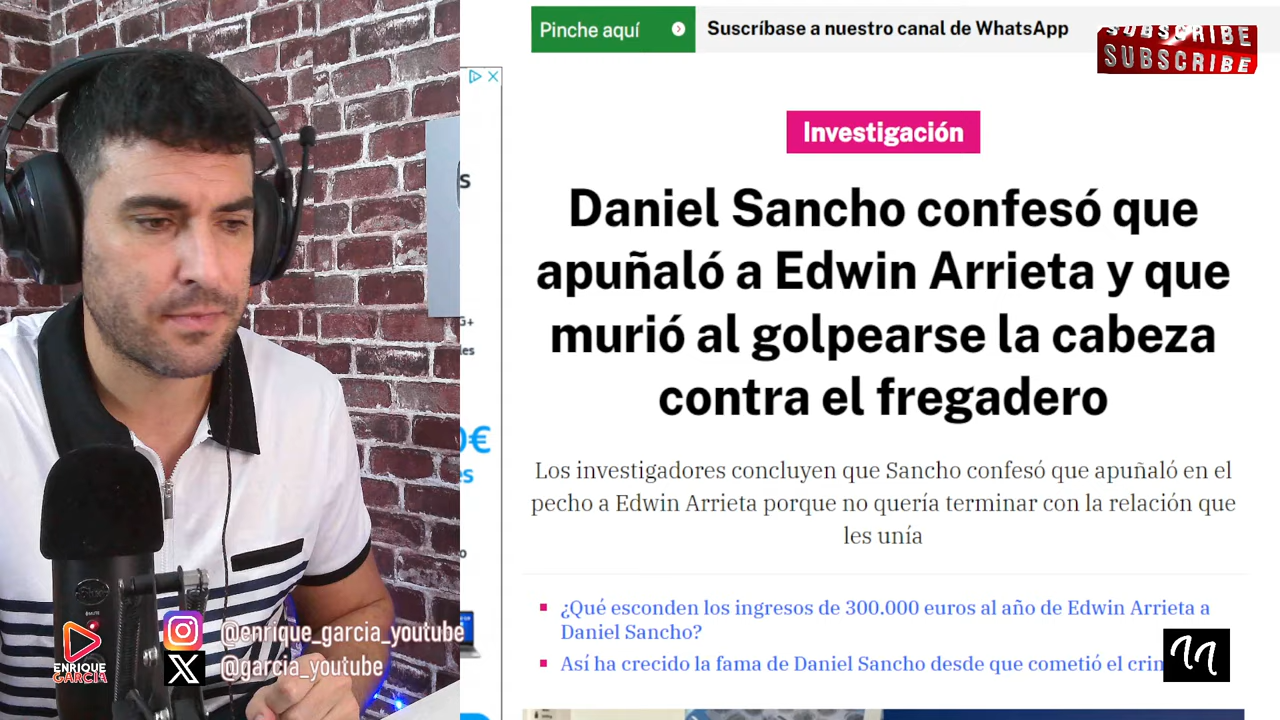 Pinche aquí
Suscríbase a nuestro canal de WhatsApp
SUBSCRIBE
SUBSCRIBE
Investigación
Daniel Sancho confesó que
apuñaló a Edwin Arrieta y que
murió al golpearse la cabeza
contra el fregadero
Los investigadores concluyen que Sancho confesó que apuñaló en el
pecho a Edwin Arrieta porque no quería terminar con la relación que
les unía
¿Qué esconden los ingresos de 300.000 euros al año de Edwin Arrieta a
Daniel Sancho?
Así ha crecido la fama de Daniel Sancho desde que cometió el
@enrique_garcia_youtube
@garcia_youtube
ENRIQUE
GARCIA